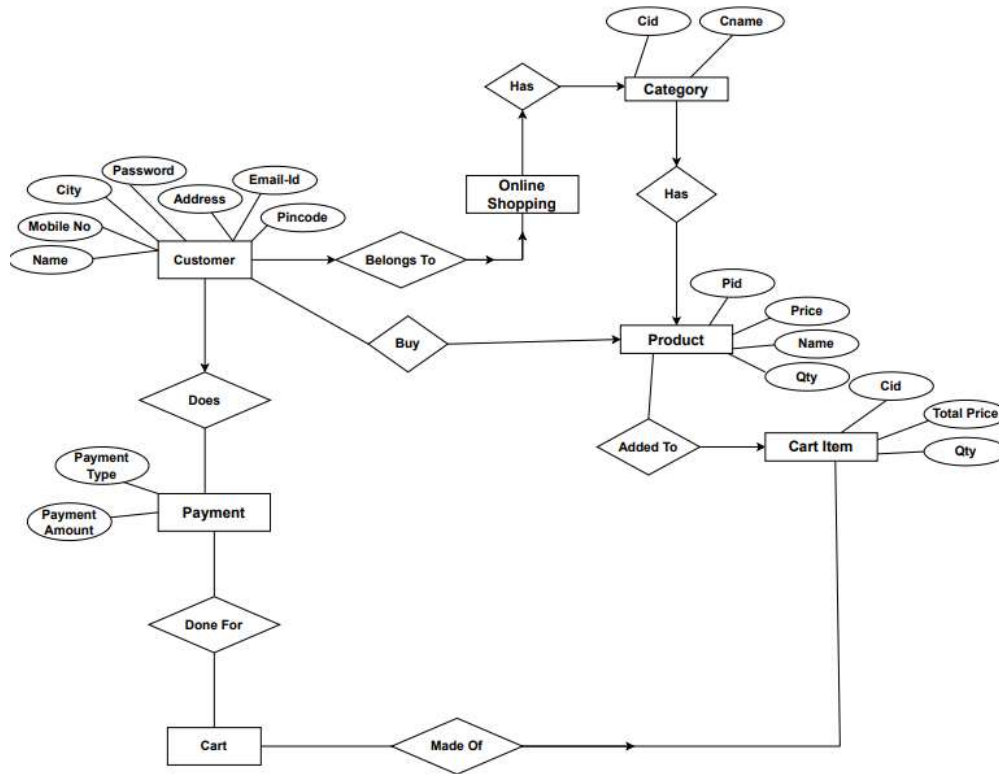 Cid
Cname
Has
Category
Password
Email-Id
City
Address
Online
Shopping
Has
Mobile No
Pincode
Name
Customer
Belongs To
Pid
Price
Buy
Product
Name
Qty
Cid
Does
Total Price
Added To
Cart Item
Qty
Payment
Type
Payment
Payment
Amount
Done For
Cart
Made Of